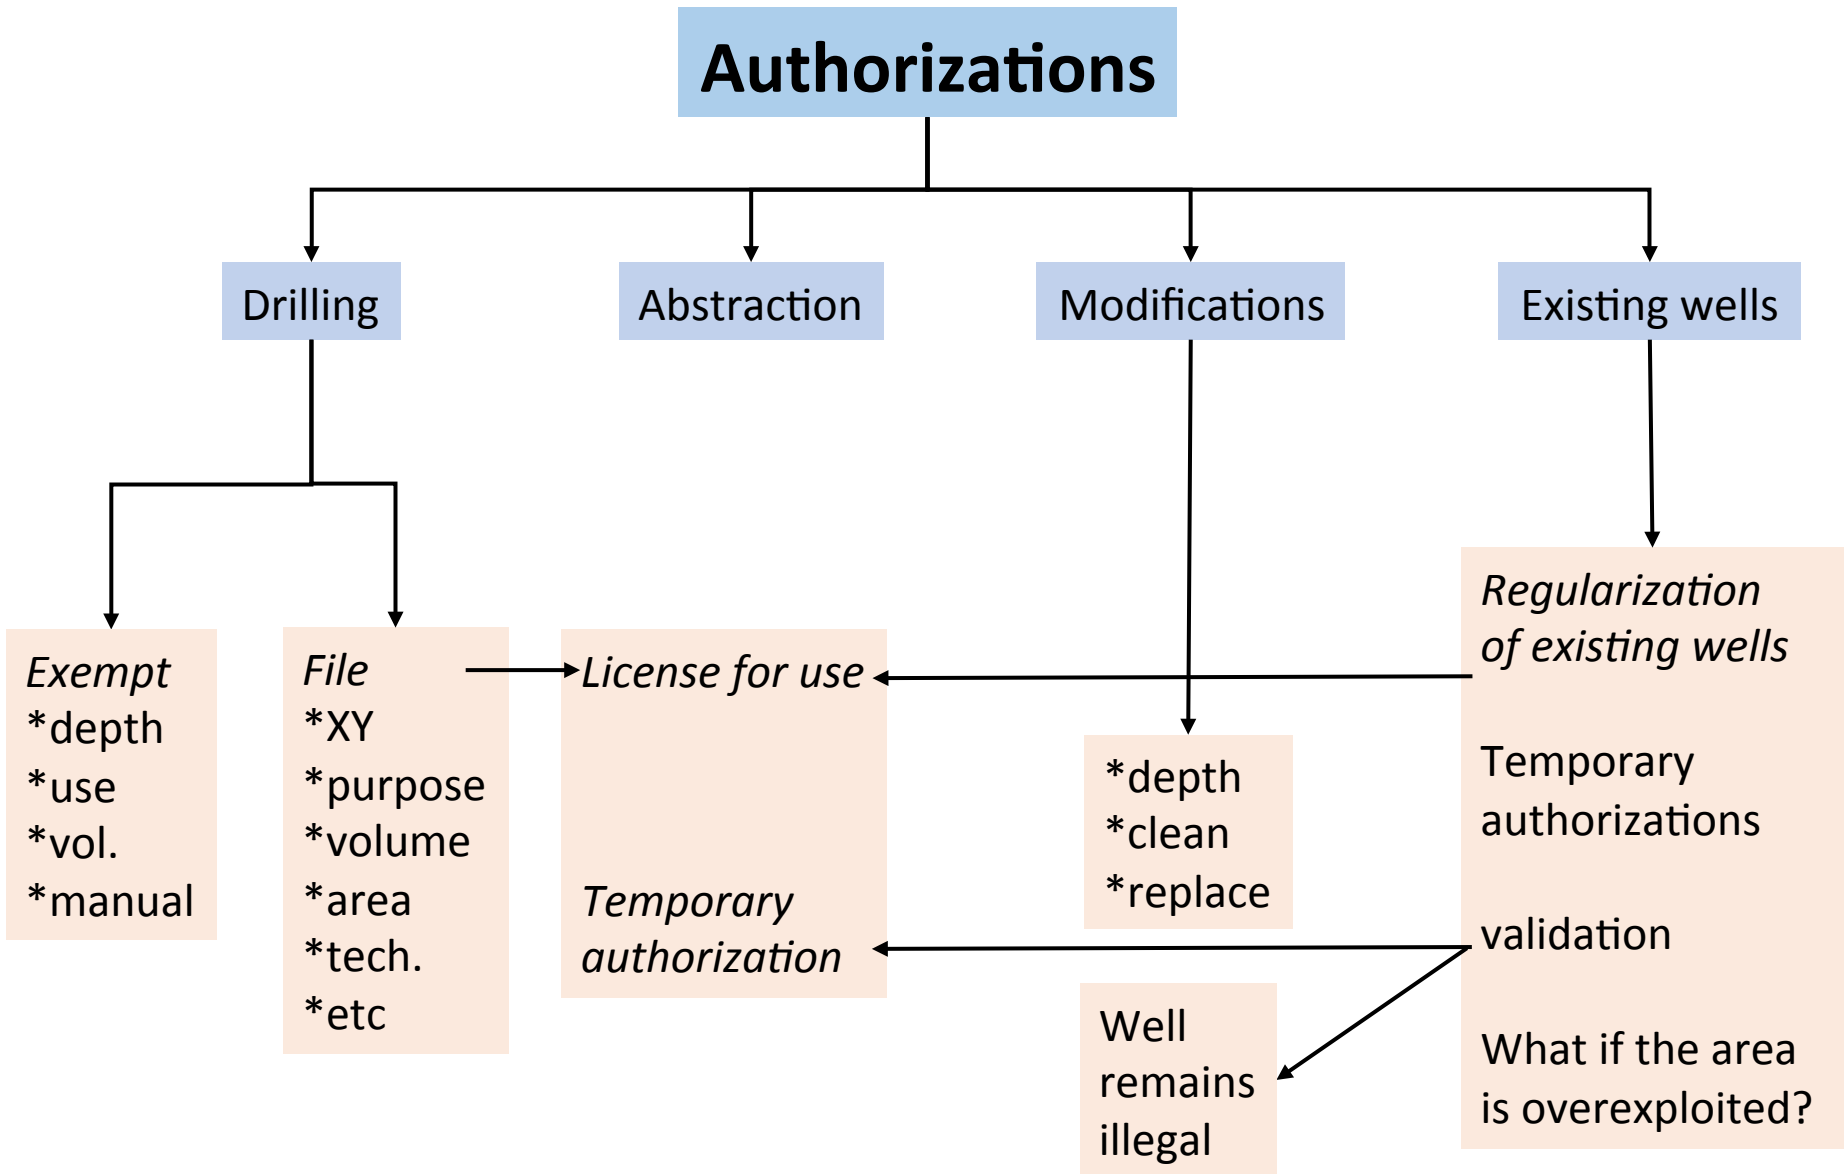 Authorizations
Drilling
Abstraction
Modifications
Existing wells
Exempt
*depth
*use
*vol.
*manual
File
*XY
*purpose
*volume
*area
*tech.
*etc
License for use
Temporary
authorization
*depth
*clean
*replace
Well
remains
illegal
Regularization
of existing wells
Temporary
authorizations
validation
What if the area
is overexploited?